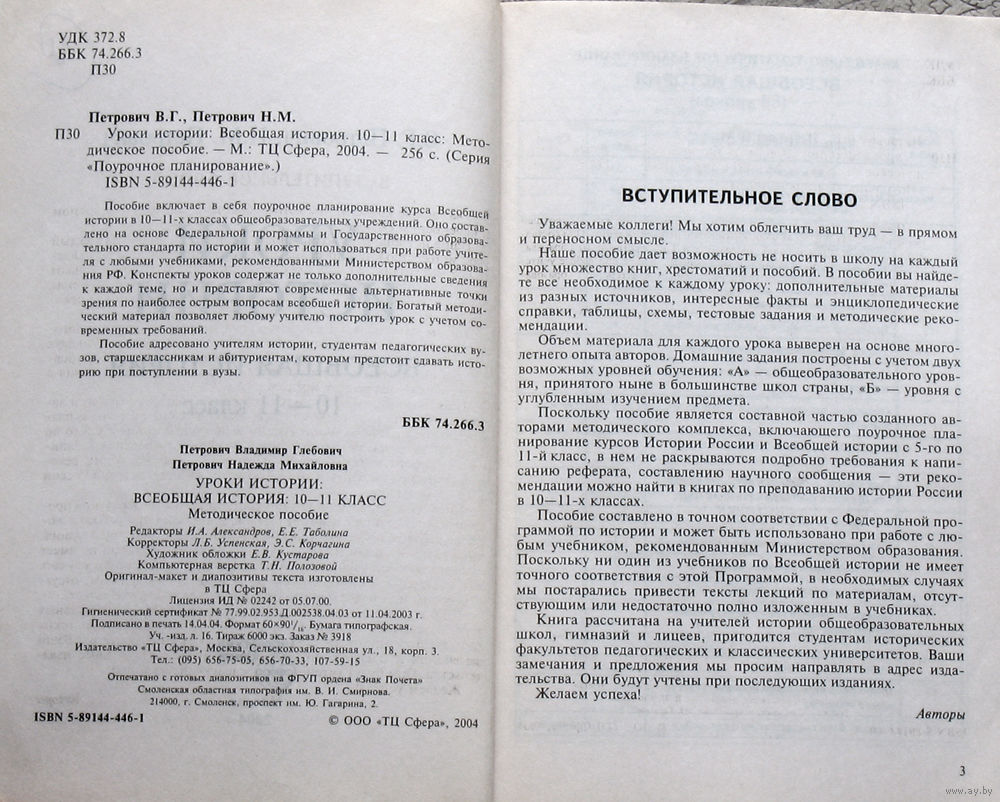 УДК 372.8
ББК 74.266.3
П30
Петрович В.Г., Петрович Н.М.
П30 Уроки истории: Всеобщая история. 10—11 класс: Мето-
дическое пособие. — М.: ТЦ Сфера, 2004. — 256 с. (Серия
«Поурочное планирование».)
ISBN 5-89144-446-1
Пособие включает в себя поурочное планирование курса Всеобщей
истории в 10—11-х классах общеобразовательных учреждений. Оно состав-
лено на основе Федеральной программы и Государственного образова-
тельного стандарта по истории и может использоваться при работе учите-
ля с любыми учебниками, рекомендованными Министерством образова-
ния РФ. Конспекты уроков содержат не только дополнительные сведения
к каждой теме, но и представляют современные альтернативные точки
зрения по наиболее острым вопросам всеобщей истории. Богатый методи-
ческий материал позволяет любому учителю построить урок с учетом со-
временных требований.
Пособие адресовано учителям истории, студентам педагогических ву-
зов, старшеклассникам и абитуриентам, которым предстоит сдавать исто-
рию при поступлении в вузы.
ББК 74.266.3
Петрович Владимир Глебович
Петрович Надежда Михайловна
УРОКИ ИСТОРИИ:
ВСЕОБЩАЯ ИСТОРИЯ: 10—11 КЛАСС
Методическое пособие
Редакторы И.А. Александров, Е.Е. Таболина
Корректоры Л.Б. Успенская, Э.С. Корчагина
Художник обложки Е.В. Кустарова
Компьютерная верстка Т.Н. Полозовой
Оригинал-макет и диапозитивы текста изготовлены
в ТЦ Сфера
Лицензия ИД № 02242 от 05.07.00.
Гигиенический сертификат № 77.99.02.953.Д.002538.04.03 от 11.04.2003 г.
Подписано в печать 14.04.04. Формат 60×90¹/₁₆. Бумага типографская.
Уч. -изд. л. 16. Тираж 6000 экз. Заказ № 3918
Издательство «ТЦ Сфера», Москва, Сельскохозяйственная ул., 18, корп. 3.
Тел.: (095) 656-75-05, 656-70-33, 107-59-15
Отпечатано с готовых диапозитивов на ФГУП ордена «Знак Почета»
Смоленская областная типография им. В. И. Смирнова.
214000, г. Смоленск, проспект им. Ю. Гагарина, 2.
ISBN 5-89144-446-1 © ООО «ТЦ Сфера», 2004
ВСТУПИТЕЛЬНОЕ СЛОВО
Уважаемые коллеги! Мы хотим облегчить ваш труд — в прямом
и переносном смысле.
Наше пособие дает возможность не носить в школу на каждый
урок множество книг, хрестоматий и пособий. В пособии вы найде-
те все необходимое к каждому уроку: дополнительные материалы
из разных источников, интересные факты и энциклопедические
справки, таблицы, схемы, тестовые задания и методические реко-
мендации.
Объем материала для каждого урока выверен на основе много-
летнего опыта авторов. Домашние задания построены с учетом двух
возможных уровней обучения: «А» — общеобразовательного уров-
ня, принятого ныне в большинстве школ страны, «Б» — уровня с
углубленным изучением предмета.
Поскольку пособие является составной частью созданного ав-
торами методического комплекса, включающего поурочное пла-
нирование курсов Истории России и Всеобщей истории с 5-го по
11-й класс, в нем не раскрываются подробно требования к напи-
санию реферата, составлению научного сообщения — эти реко-
мендации можно найти в книгах по преподаванию истории России
в 10—11-х классах.
Пособие составлено в точном соответствии с Федеральной про-
граммой по истории и может быть использовано при работе с лю-
бым учебником, рекомендованным Министерством образования.
Поскольку ни один из учебников по Всеобщей истории не имеет
точного соответствия с этой Программой, в необходимых случаях
мы постарались привести тексты лекций по материалам, отсут-
ствующим или недостаточно полно изложенным в учебниках.
Книга рассчитана на учителей истории общеобразовательных
школ, гимназий и лицеев, пригодится студентам исторических
факультетов педагогических и классических университетов. Ваши
замечания и предложения мы просим направлять в адрес изда-
тельства. Они будут учтены при последующих изданиях.
Желаем успеха!
Авторы
3
www.ay.by